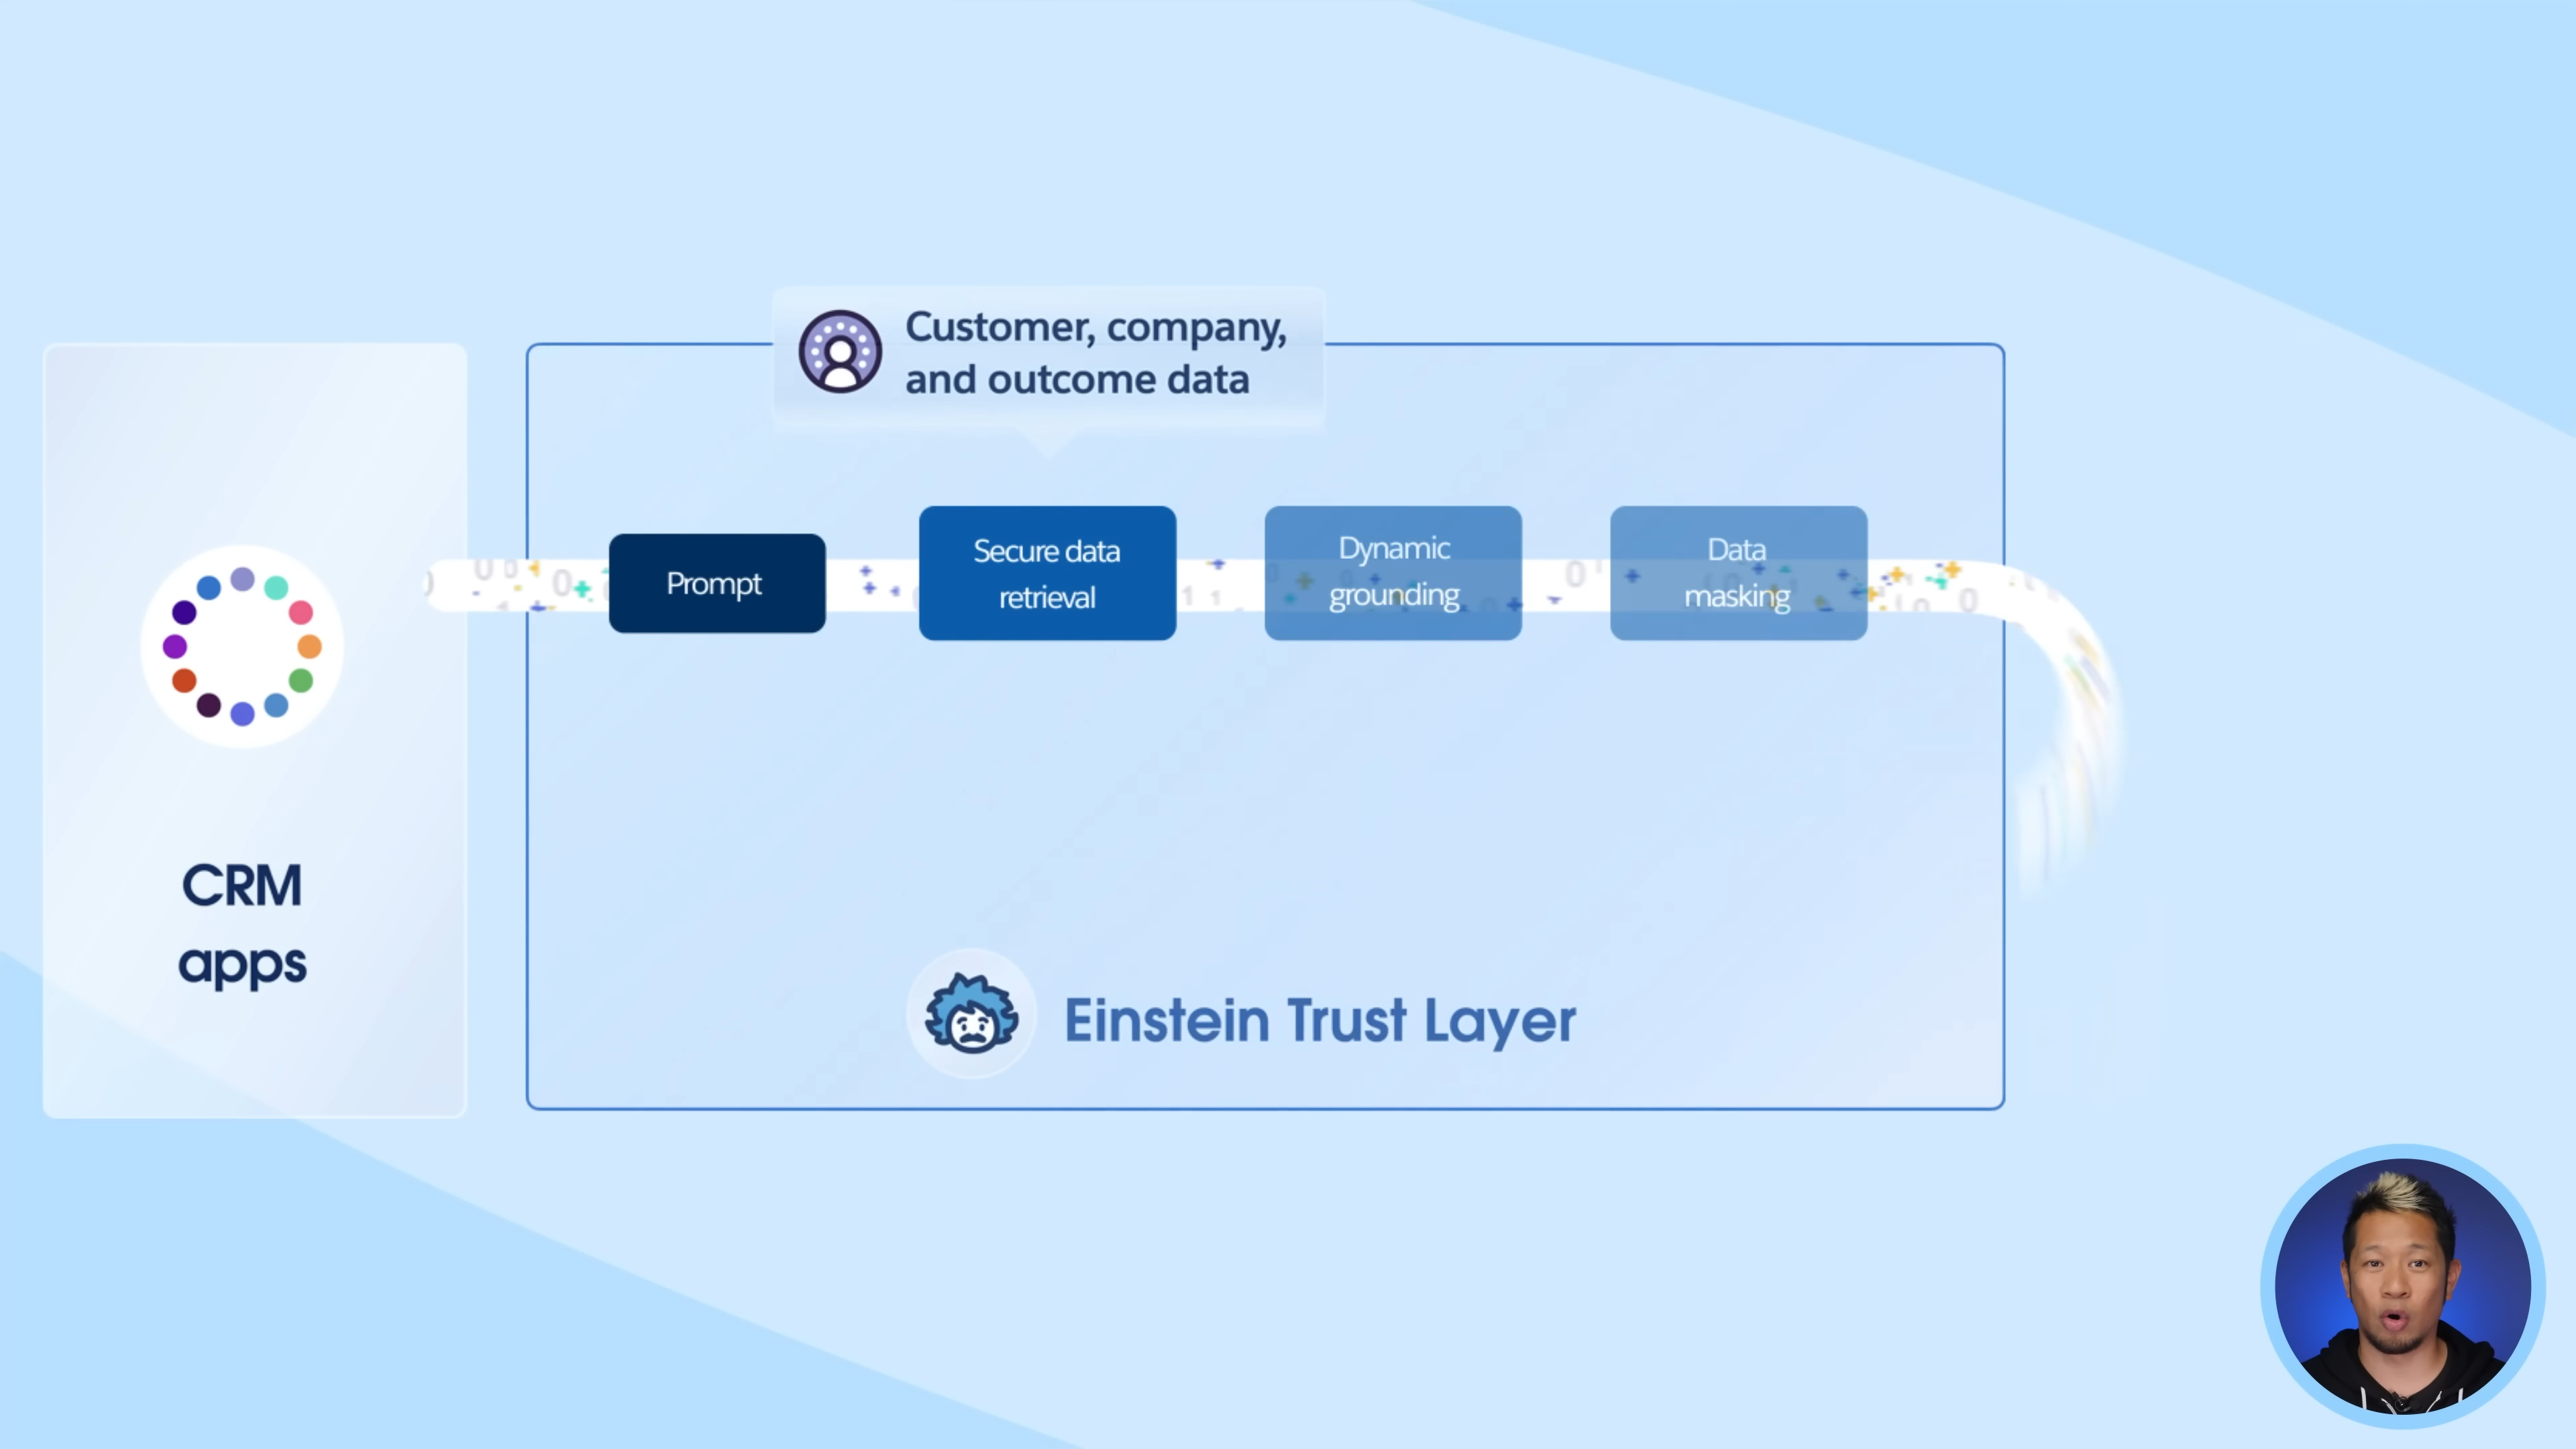 Customer, company,
and outcome data
Prompt
Secure data
retrieval
Dynamic
grounding
Data
masking
CRM
apps
Einstein Trust Layer